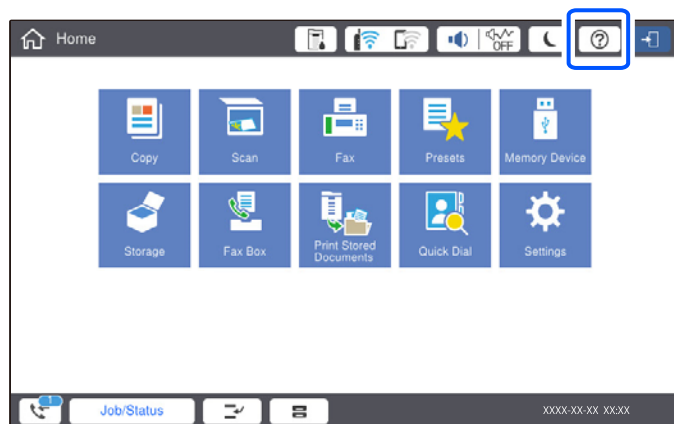 Home
OFF
?
Copy
Scan
Fax
Presets
Memory Device
Storage
Fax Box
Print Stored
Documents
Quick Dial
Settings
1
Job/Status
XXXX-XX-XX XX:XX